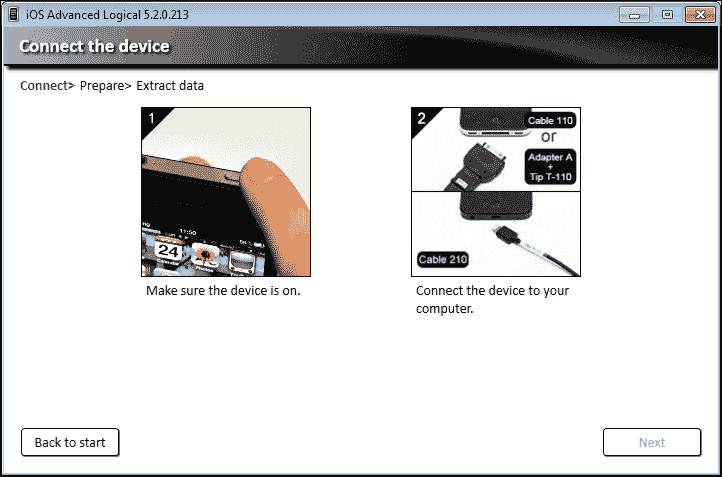 iOS Advanced Logical 5.2.0.213
Connect the device
Connect> Prepare> Extract data
1
11:50
24
Calendar
Photos
Make sure the device is on.
2
Cable 110
or
Adapter A
+
Tip T-110
Cable 210
Connect the device to your
computer.
Back to start
Next